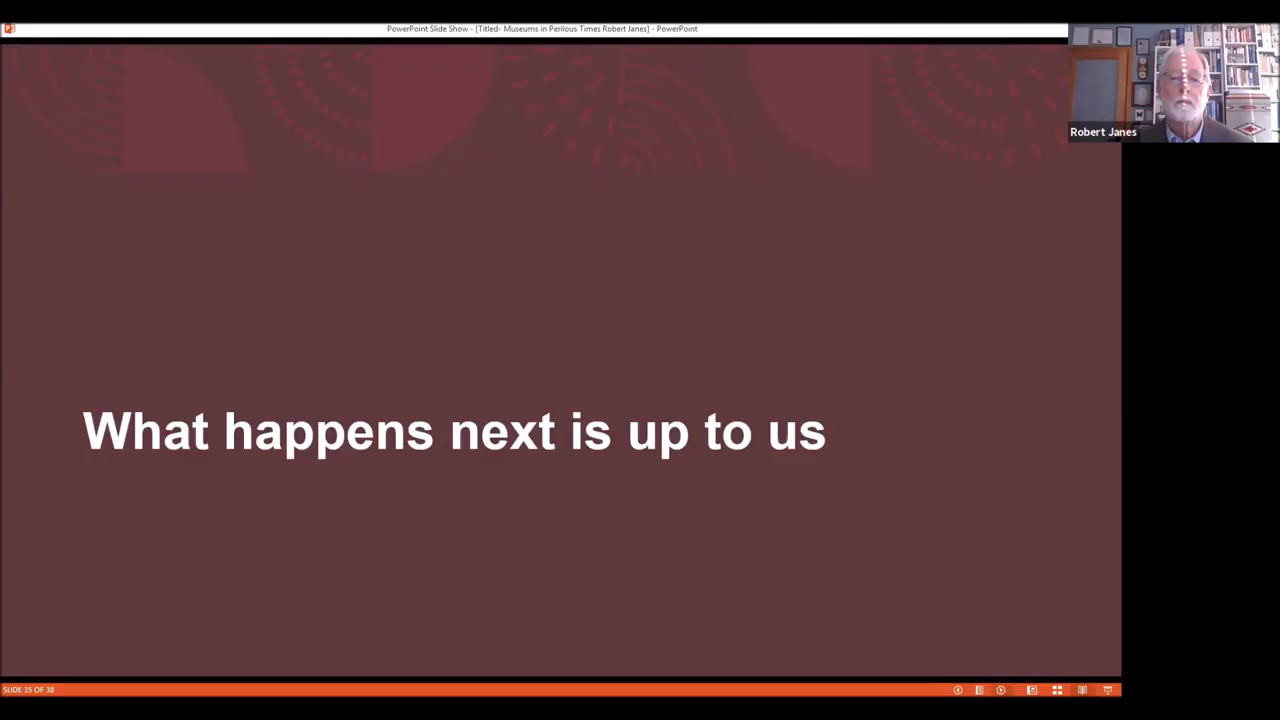 PowerPoint Slide Show - [Titled- Museums in Perilous Times Robert Janes] - PowerPoint
Robert Janes
What happens next is up to us
SLIDE 35 OF 38